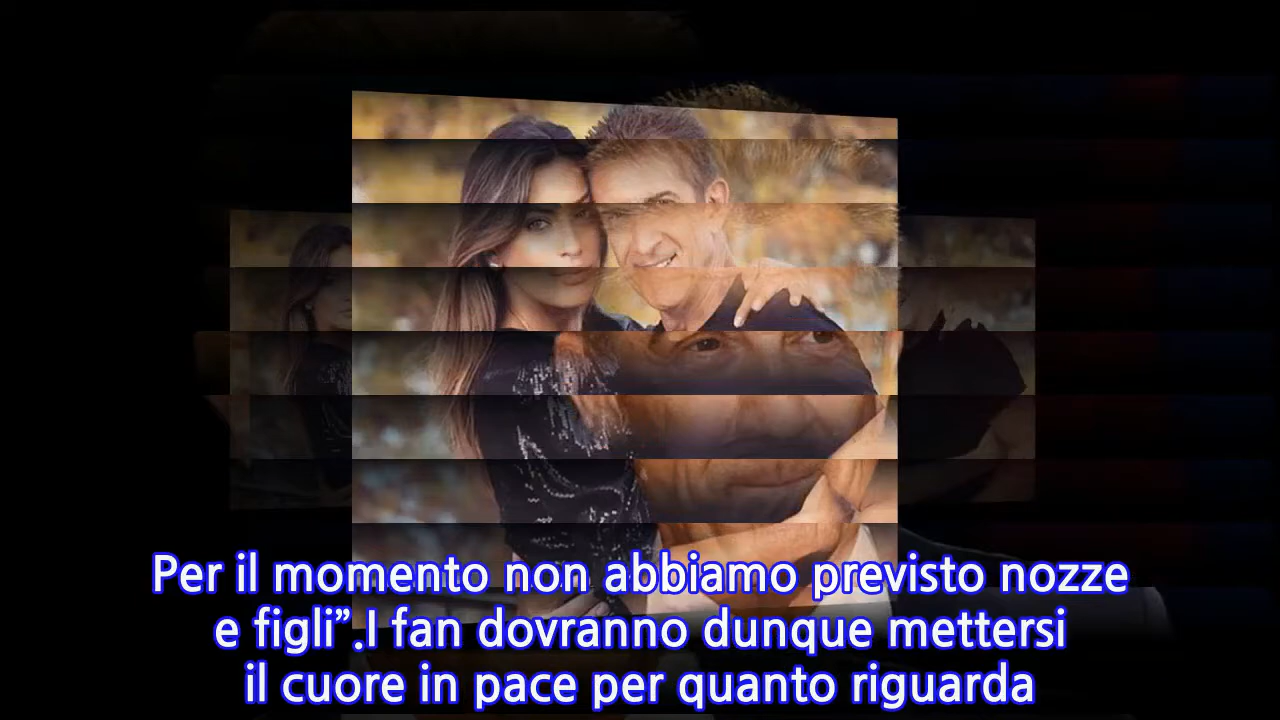 Per il momento non abbiamo previsto nozze
e figli”.I fan dovranno dunque mettersi
il cuore in pace per quanto riguarda